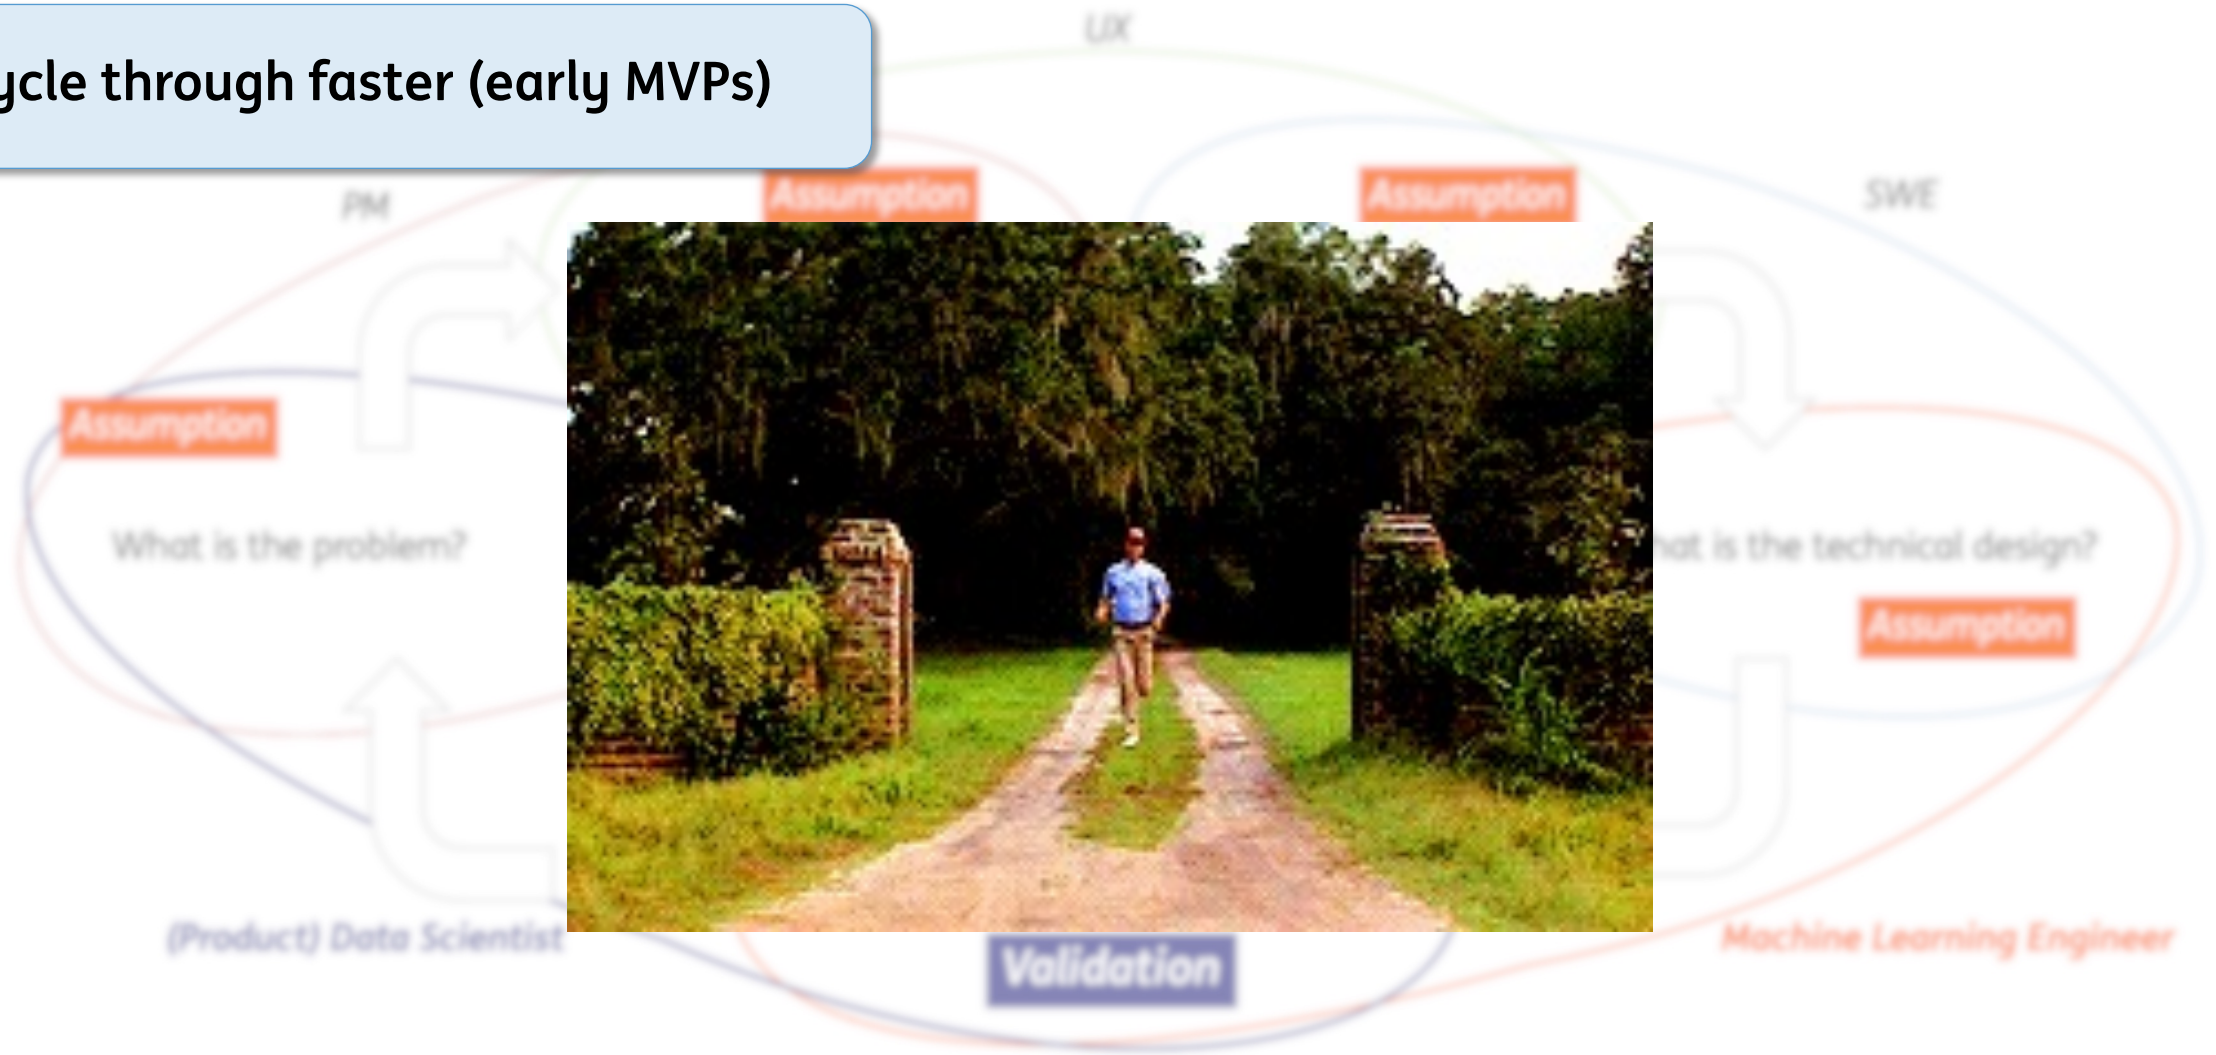 UX
ycle through faster (early MVPs)
PM
Assumption
Assumption
SWE
Assumption
What is the problem?
hat is the technical design?
Assumption
(Product) Data Scientist
Machine Learning Engineer
Validation